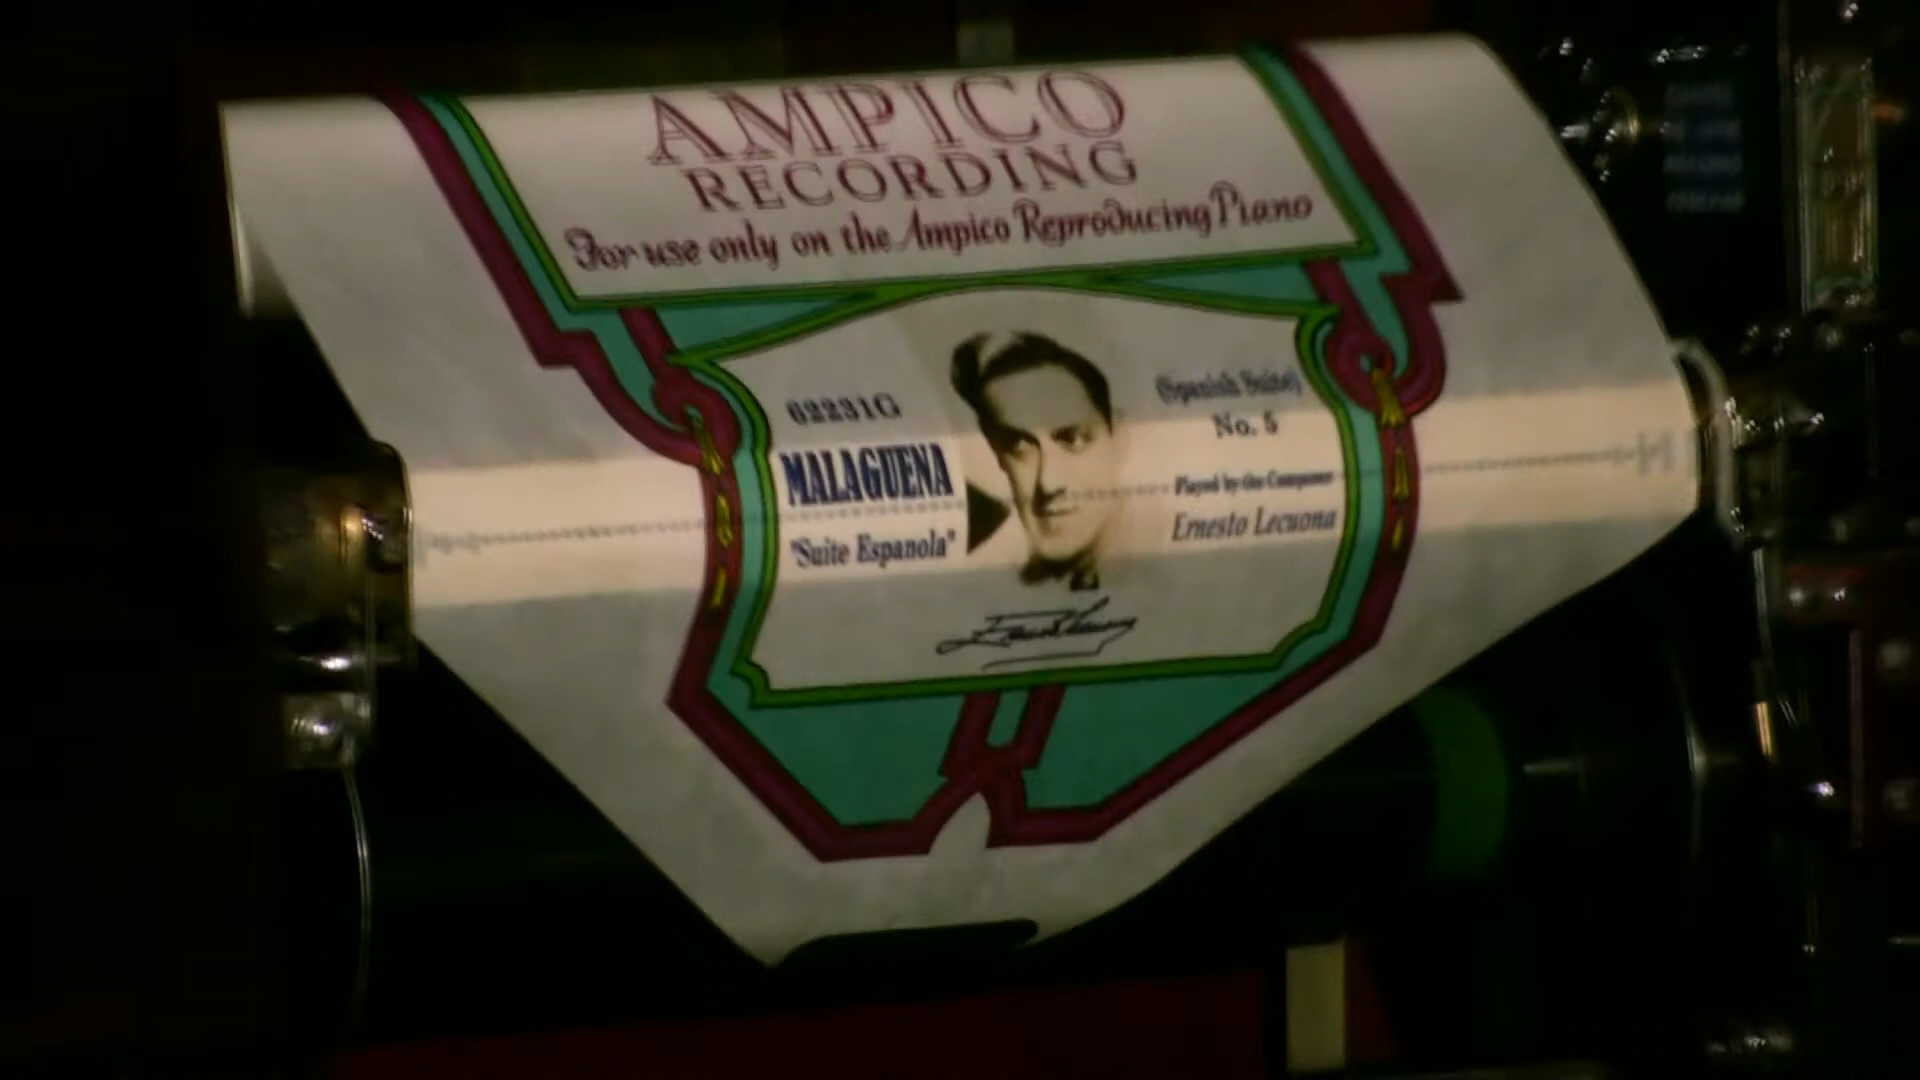 AMPICO
RECORDING
For use only on the Ampico Reproducing Piano
62231G
MALAGUENA
"Suite Espanola"
(Spanish Suite)
No. 5
Played by the Composer
Ernesto Lecuona